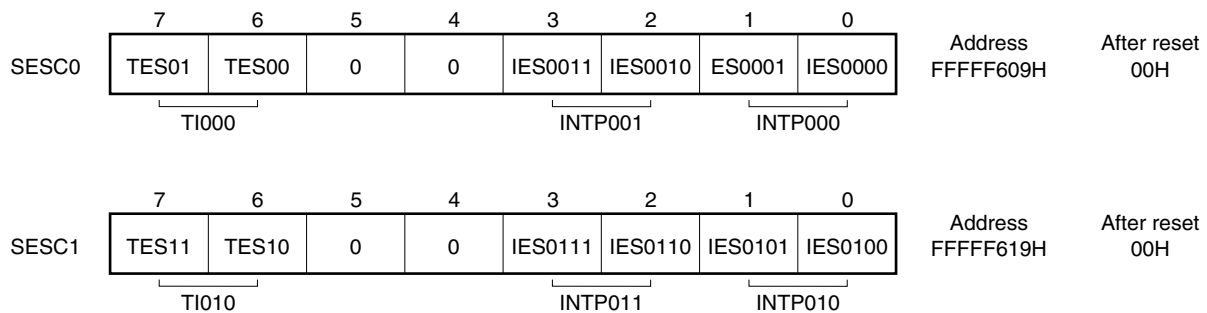 7 6 5 4 3 2 1 0
Address After reset
SESC0 TES01 TES00 0 0 IES0011 IES0010 ES0001 IES0000 FFFFF609H 00H
TI000 INTP001 INTP000
7 6 5 4 3 2 1 0
Address After reset
SESC1 TES11 TES10 0 0 IES0111 IES0110 IES0101 IES0100 FFFFF619H 00H
TI010 INTP011 INTP010